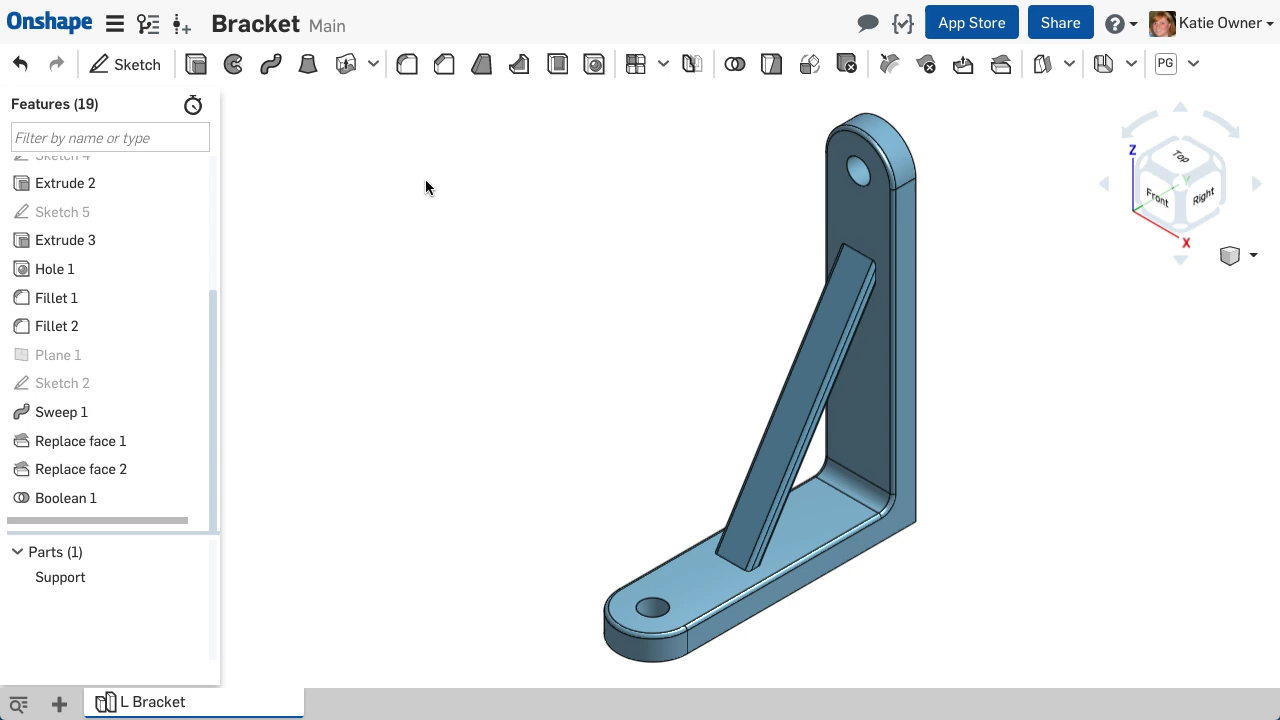 Onshape
Bracket Main
App Store
Share
Katie Owner
Sketch
PG
Features (19)
Filter by name or type
Sketch 4
Extrude 2
Sketch 5
Extrude 3
Hole 1
Fillet 1
Fillet 2
Plane 1
Sketch 2
Sweep 1
Replace face 1
Replace face 2
Boolean 1
Parts (1)
Support
Z
Top
Y
Front
Right
X
L Bracket